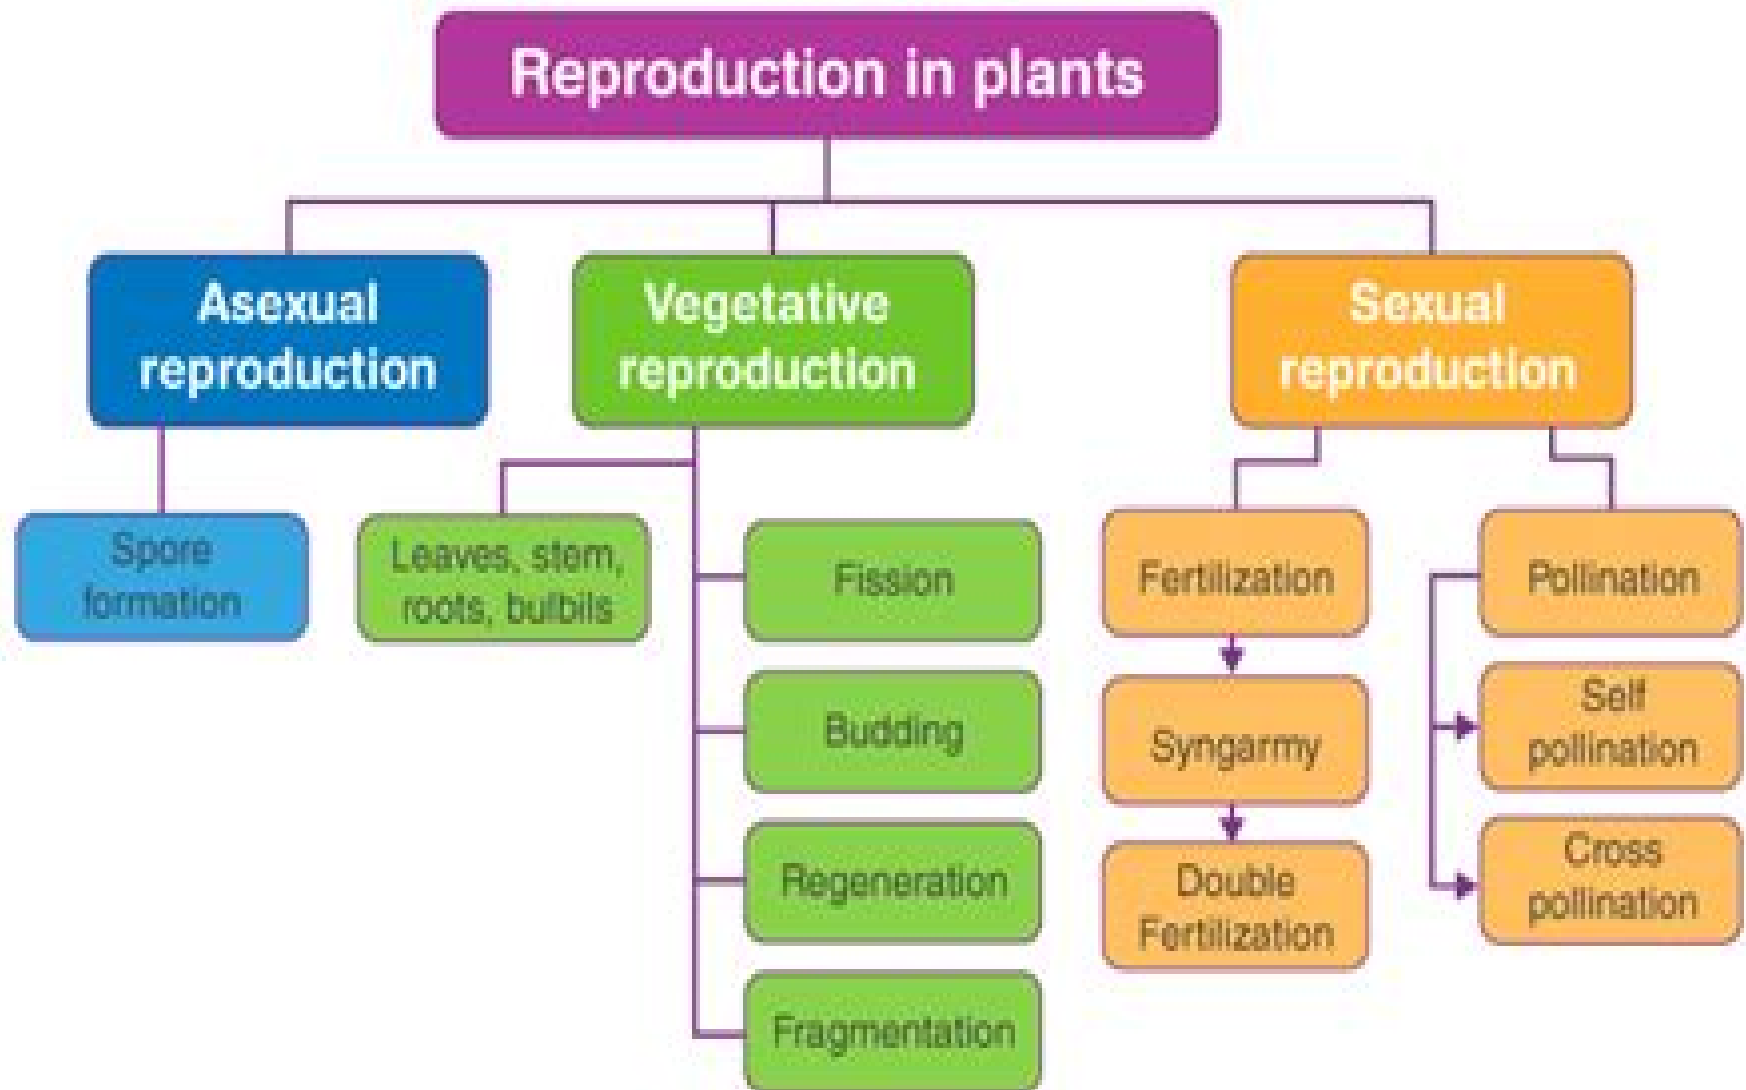 Reproduction in plants
Asexual
reproduction
Vegetative
reproduction
Sexual
reproduction
Spore
formation
Leaves, stem,
roots, bulbils
Fission
Budding
Regeneration
Fragmentation
Fertilization
Syngarmy
Double
Fertilization
Pollination
Self
pollination
Cross
pollination